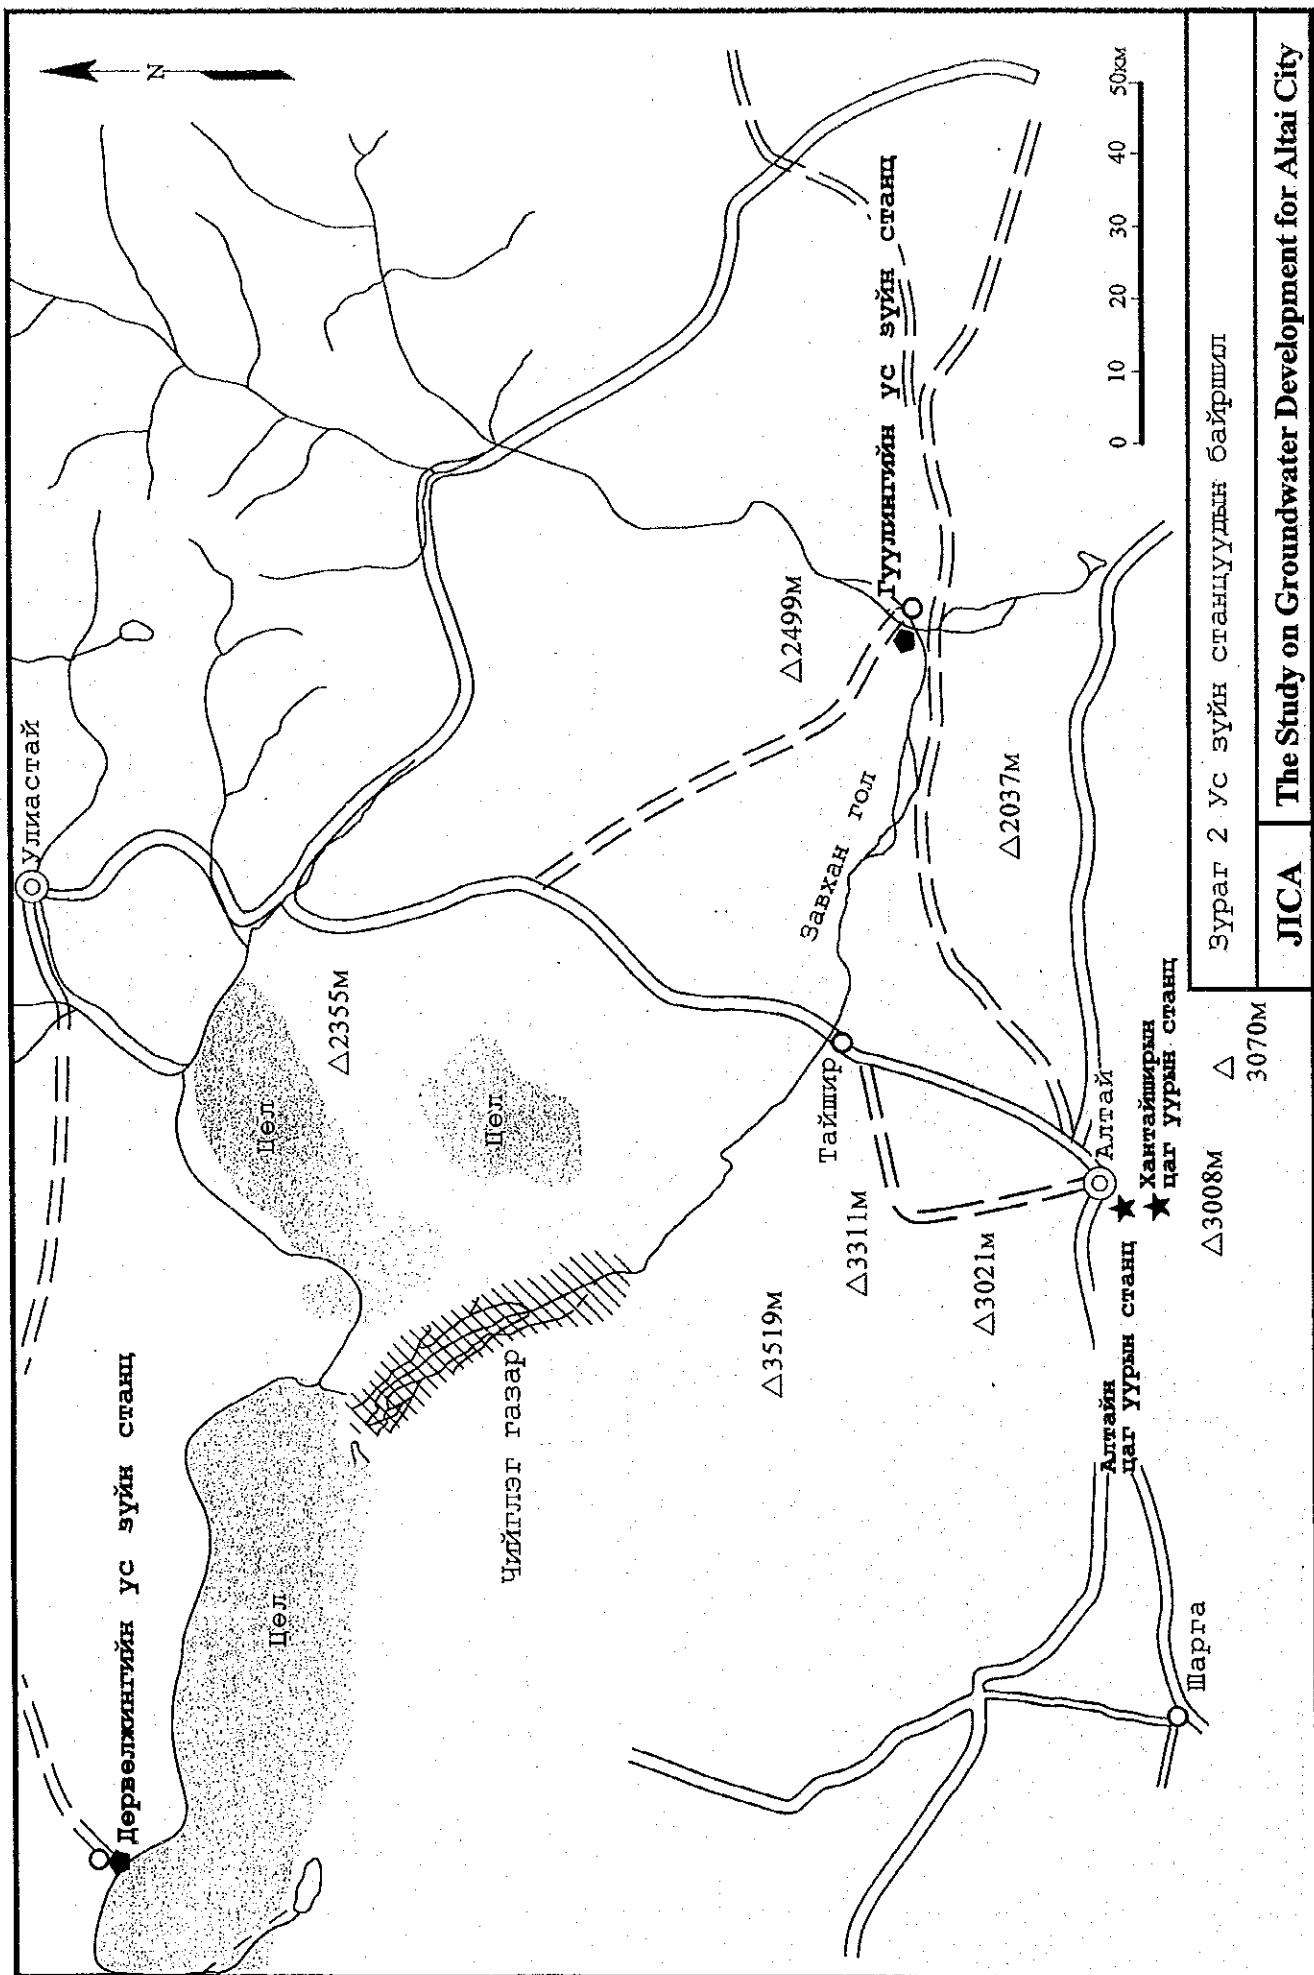 N
Улиастай
Дөрвөлжингийн ус зүйн станц
Цөл
Цөл
Цөл
△2355м
Чийглэг газар
△2499м
Гуулингийн ус зүйн станц
Завхан гол
△3519м
△3311м
Тайшир
△2037м
△3021м
Алтай
Алтайн
цаг уурын станц
Хантайширын
цаг уурын станц
Шарга
△3008м
△
3070м
0 10 20 30 40 50км
Зураг 2 Ус зүйн станцуудын байршил
JICA
The Study on Groundwater Development for Altai City